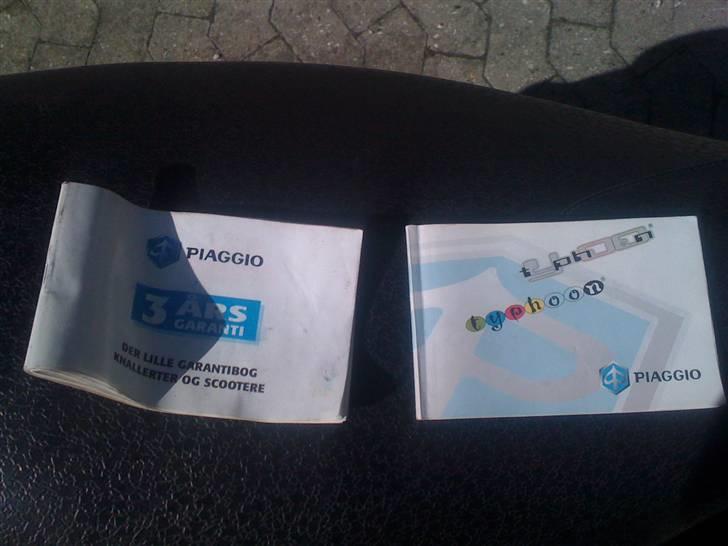 PIAGGIO
3 ÅRS
GARANTI
DER LILLE GARANTIBOG
KNALLERTER OG SCOOTERE
typhoon
typhoon
PIAGGIO